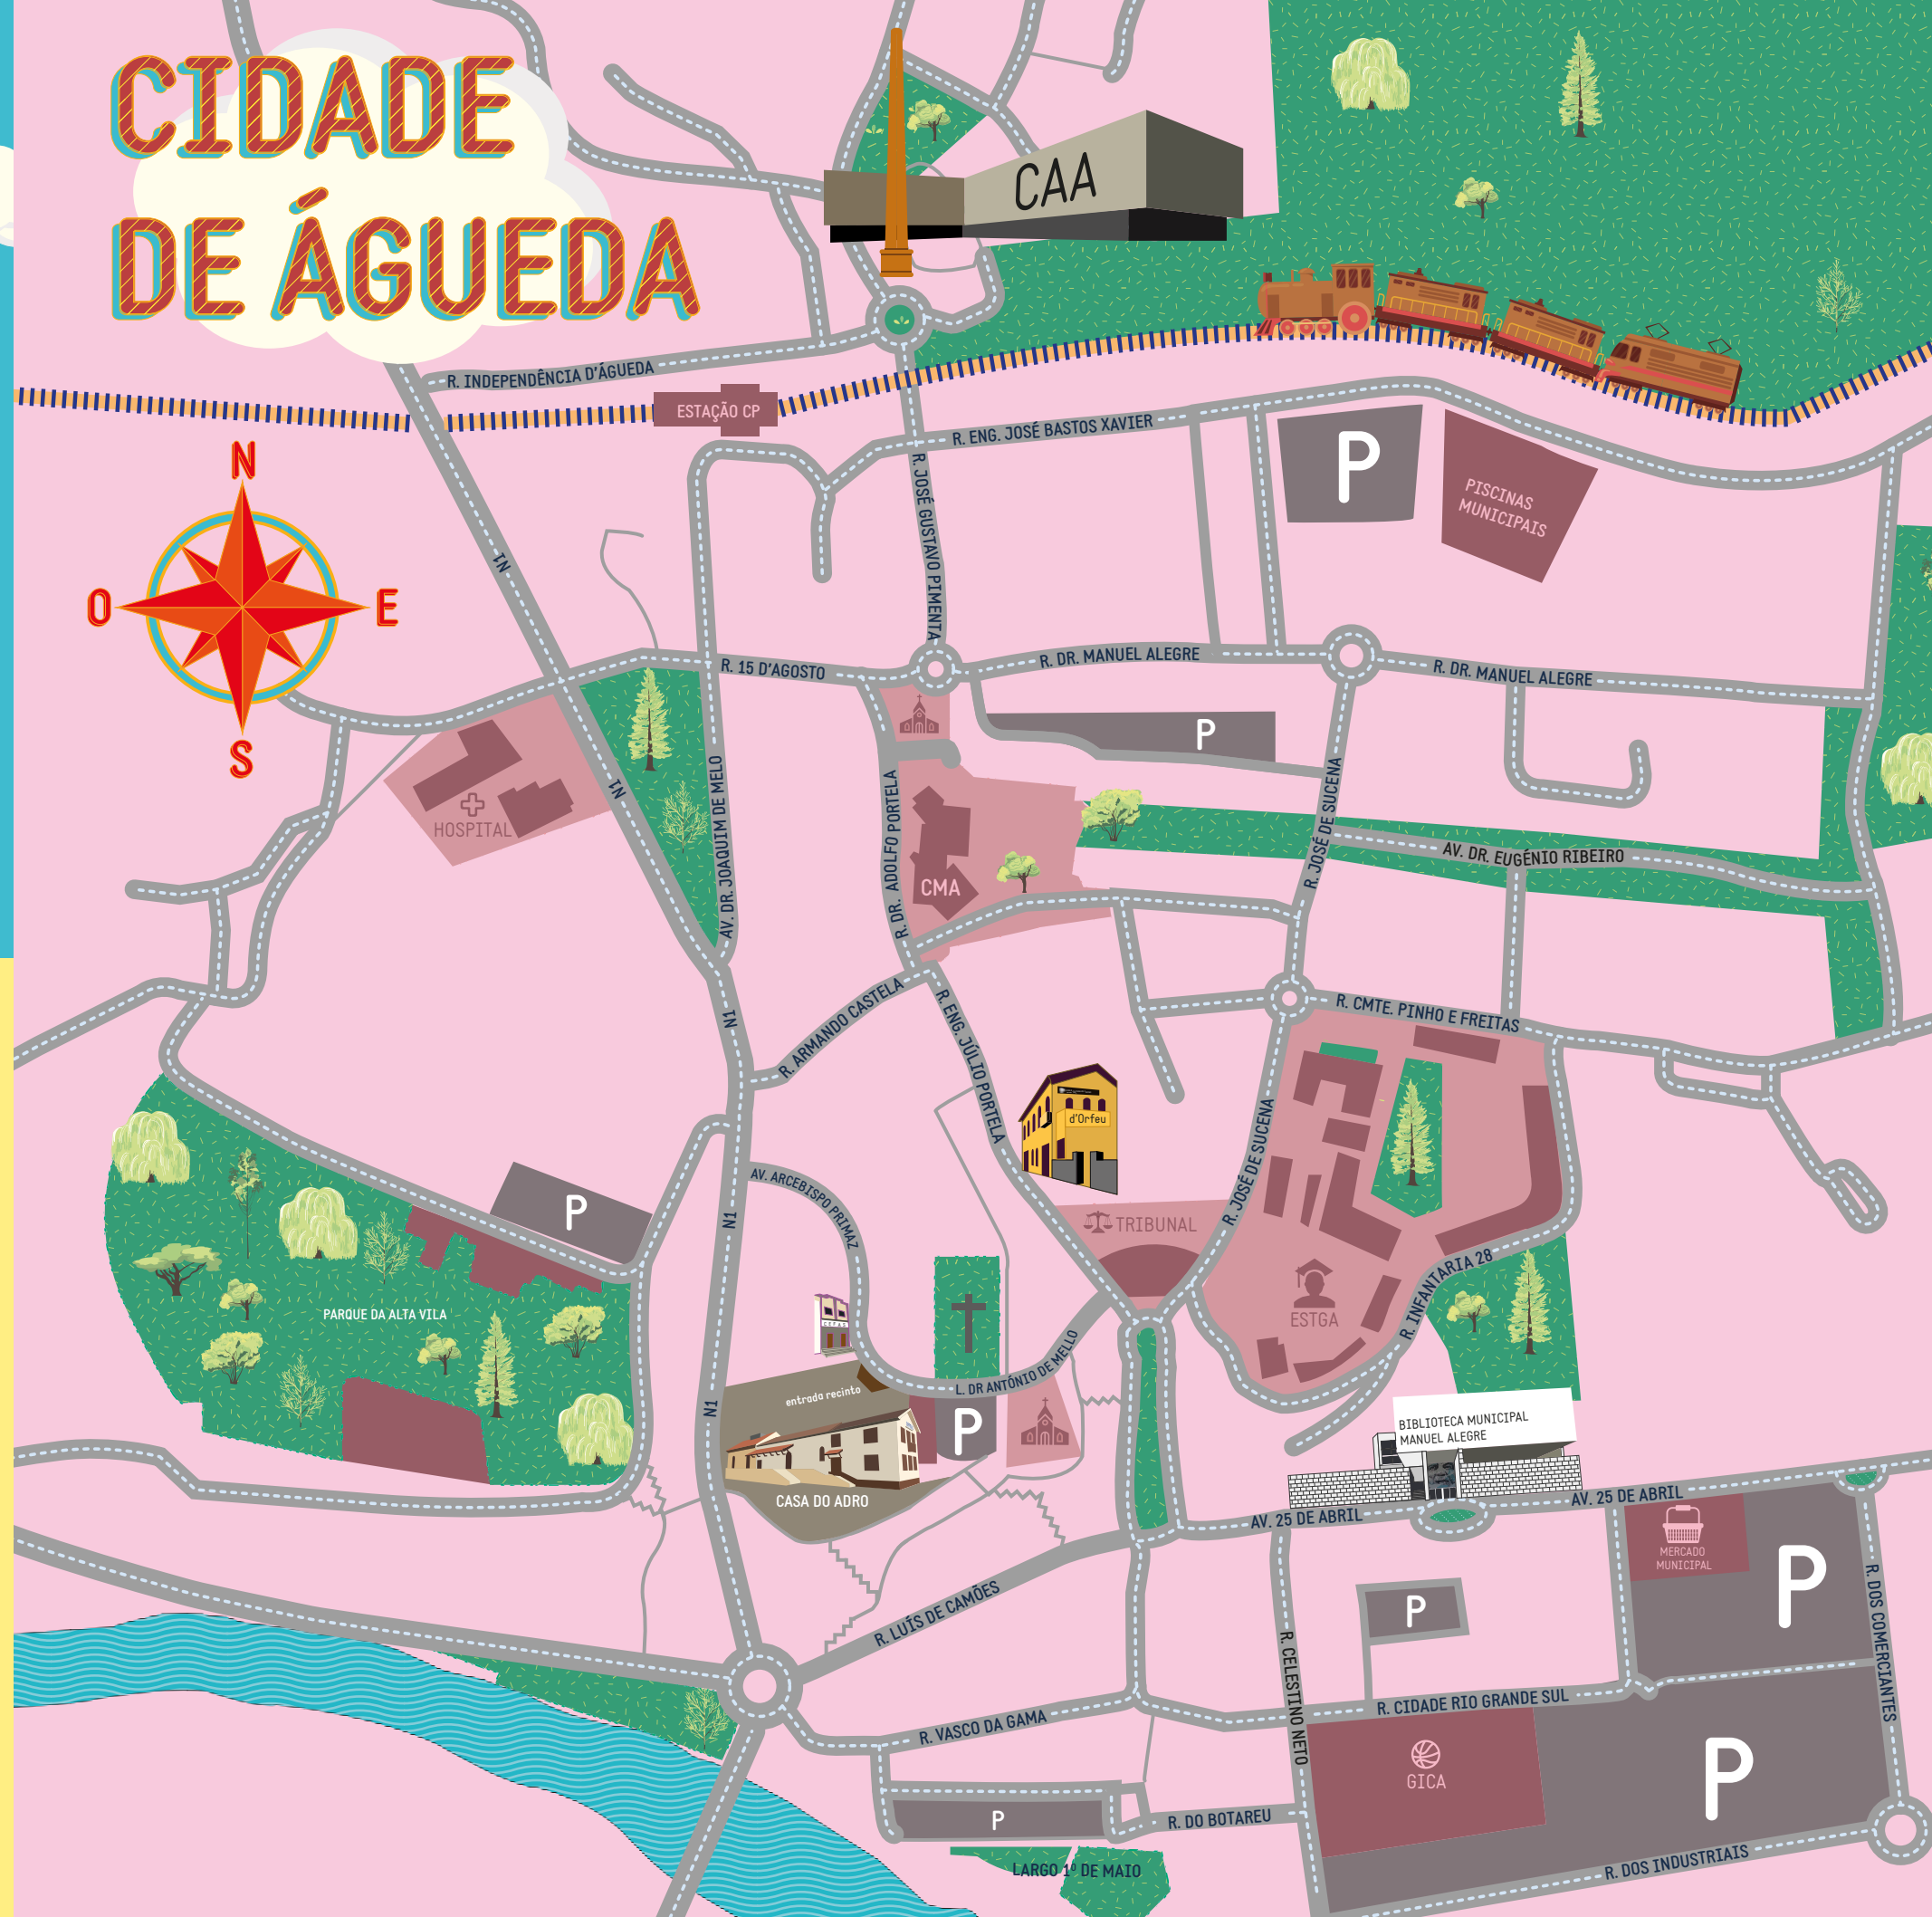 CIDADE
DE ÁGUEDA
CAA
R. INDEPENDÊNCIA D'ÁGUEDA
ESTAÇÃO CP
R. ENG. JOSÉ BASTOS XAVIER
P
PISCINAS
MUNICIPAIS
N
O
E
S
N1
R. JOSÉ GUSTAVO PIMENTA
R. 15 D'AGOSTO
R. DR. MANUEL ALEGRE
R. DR. MANUEL ALEGRE
P
HOSPITAL
N1
AV. DR. JOAQUIM DE MELO
R. DR. ADOLFO PORTELA
CMA
R. JOSÉ DE SUCENA
AV. DR. EUGÉNIO RIBEIRO
N1
R. ARMANDO CASTELA
R. ENG. JÚLIO PORTELA
R. CMTE. PINHO E FREITAS
d'Orfeu
P
N1
AV. ARCEBISPO PRIMAZ
TRIBUNAL
R. JOSÉ DE SUCENA
ESTGA
R. INFANTARIA 28
PARQUE DA ALTA VILA
N1
entrada recinto
L. DR ANTÓNIO DE MELLO
P
CASA DO ADRO
BIBLIOTECA MUNICIPAL
MANUEL ALEGRE
AV. 25 DE ABRIL
AV. 25 DE ABRIL
MERCADO
MUNICIPAL
P
R. DOS COMERCIANTES
P
R. LUÍS DE CAMÕES
R. CELESTINO NETO
R. CIDADE RIO GRANDE SUL
R. VASCO DA GAMA
GICA
P
P
R. DO BOTAREU
LARGO 1º DE MAIO
R. DOS INDUSTRIAIS